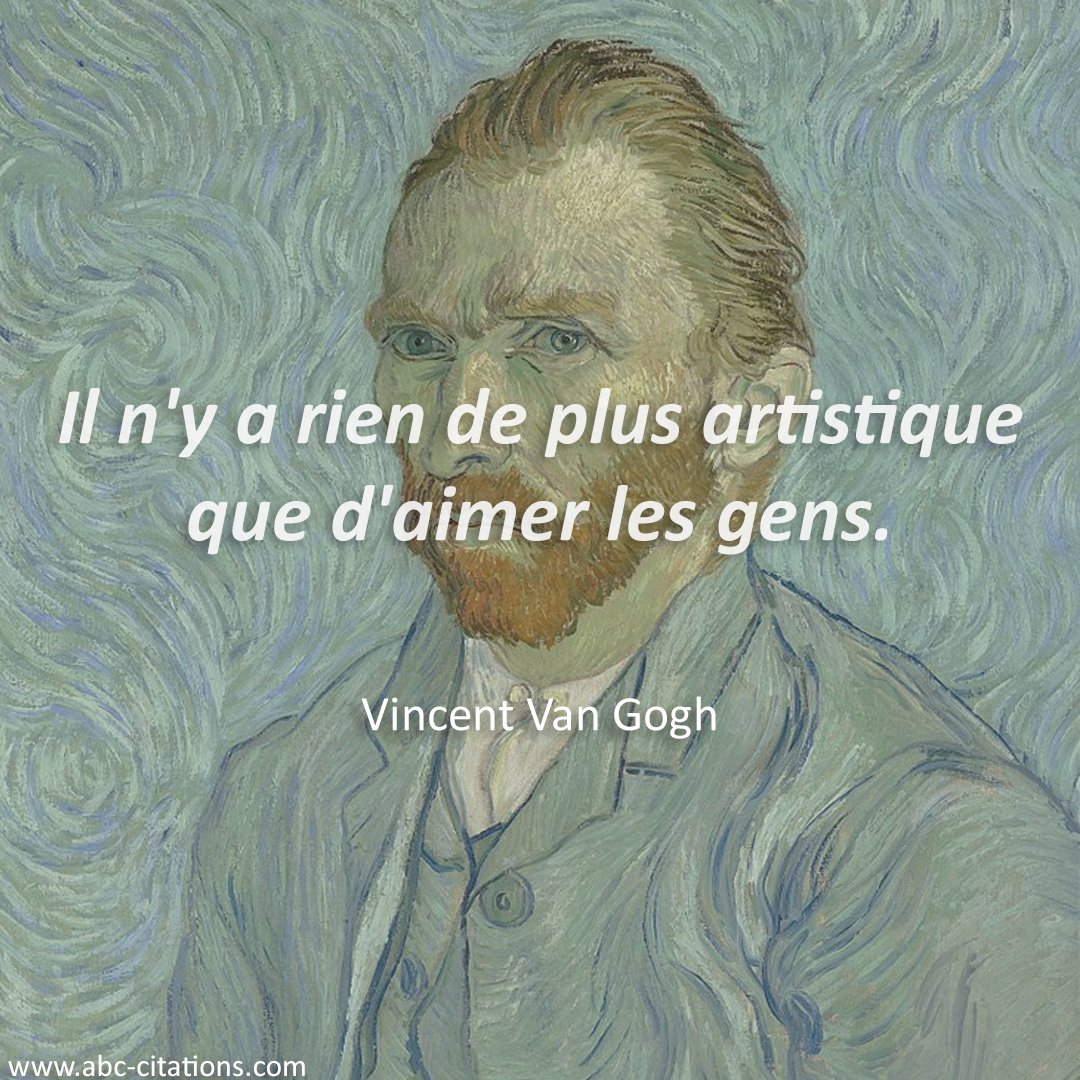 Il n'y a rien de plus artistique
que d'aimer les gens.
Vincent Van Gogh
www.abc-citations.com